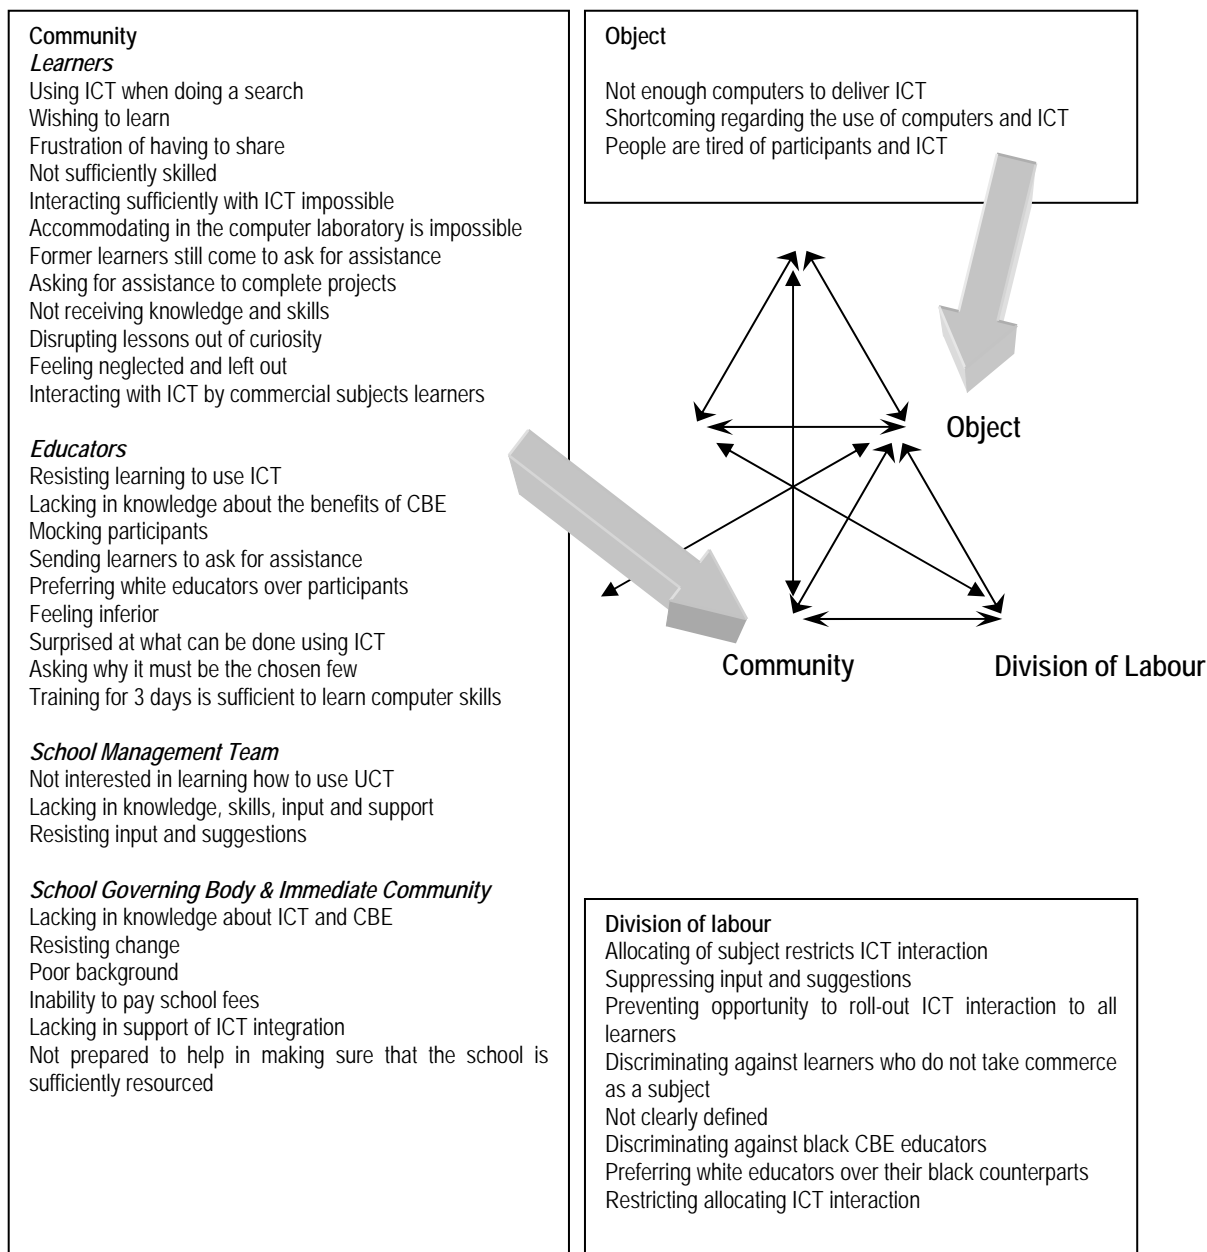 Community
Learners
Using ICT when doing a search
Wishing to learn
Frustration of having to share
Not sufficiently skilled
Interacting sufficiently with ICT impossible
Accommodating in the computer laboratory is impossible
Former learners still come to ask for assistance
Asking for assistance to complete projects
Not receiving knowledge and skills
Disrupting lessons out of curiosity
Feeling neglected and left out
Interacting with ICT by commercial subjects learners
Educators
Resisting learning to use ICT
Lacking in knowledge about the benefits of CBE
Mocking participants
Sending learners to ask for assistance
Preferring white educators over participants
Feeling inferior
Surprised at what can be done using ICT
Asking why it must be the chosen few
Training for 3 days is sufficient to learn computer skills
School Management Team
Not interested in learning how to use UCT
Lacking in knowledge, skills, input and support
Resisting input and suggestions
School Governing Body & Immediate Community
Lacking in knowledge about ICT and CBE
Resisting change
Poor background
Inability to pay school fees
Lacking in support of ICT integration
Not prepared to help in making sure that the school is
sufficiently resourced
Object
Not enough computers to deliver ICT
Shortcoming regarding the use of computers and ICT
People are tired of participants and ICT
Object
Community
Division of Labour
Division of labour
Allocating of subject restricts ICT interaction
Suppressing input and suggestions
Preventing opportunity to roll-out ICT interaction to all
learners
Discriminating against learners who do not take commerce
as a subject
Not clearly defined
Discriminating against black CBE educators
Preferring white educators over their black counterparts
Restricting allocating ICT interaction